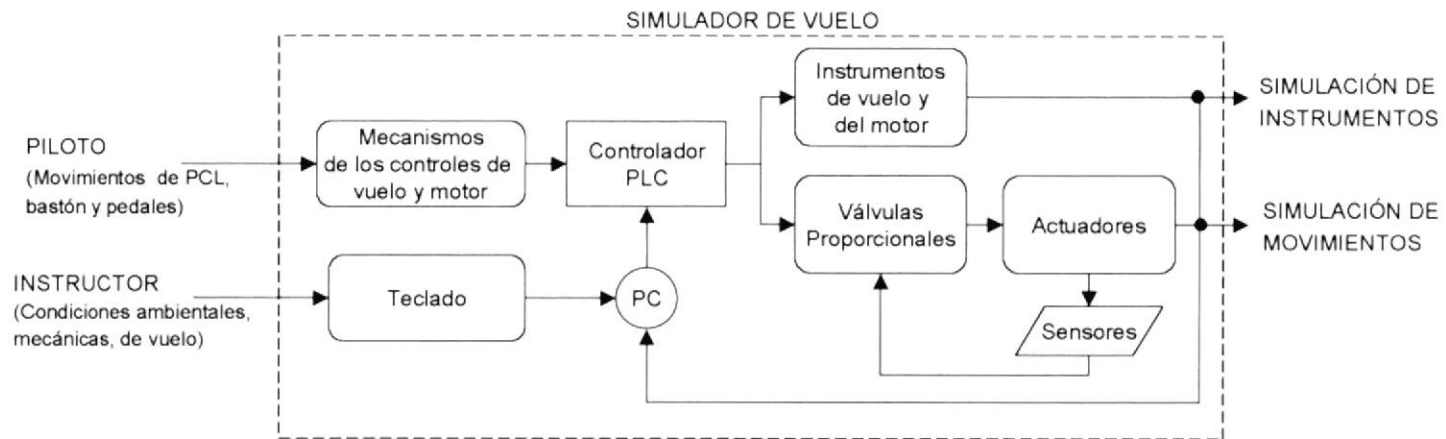 SIMULADOR DE VUELO
PILOTO
(Movimientos de PCL,
bastón y pedales)
Mecanismos
de los controles de
vuelo y motor
Controlador
PLC
Instrumentos
de vuelo y
del motor
SIMULACIÓN DE
INSTRUMENTOS
Válvulas
Proporcionales
Actuadores
SIMULACIÓN DE
MOVIMIENTOS
INSTRUCTOR
(Condiciones ambientales,
mecánicas, de vuelo)
Teclado
PC
Sensores